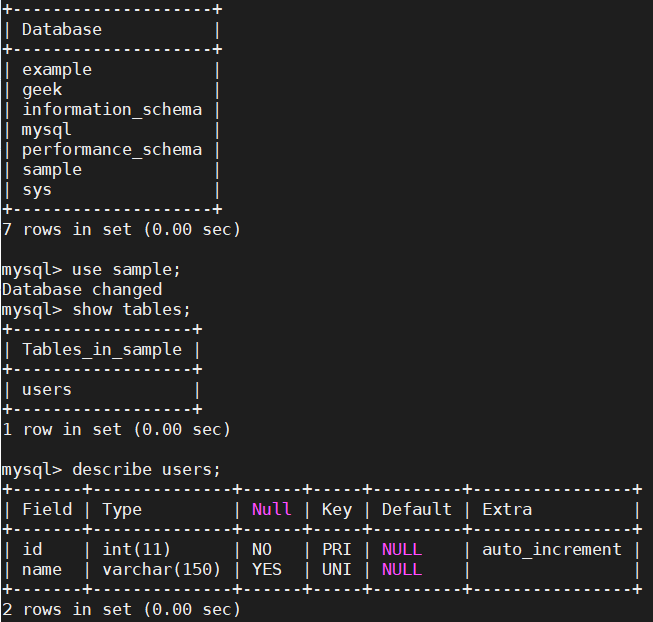 +--------------------+
| Database           |
+--------------------+
| example            |
| geek               |
| information_schema |
| mysql              |
| performance_schema |
| sample             |
| sys                |
+--------------------+
7 rows in set (0.00 sec)

mysql> use sample;
Database changed
mysql> show tables;
+------------------+
| Tables_in_sample |
+------------------+
| users            |
+------------------+
1 row in set (0.00 sec)

mysql> describe users;
+-------+--------------+------+-----+---------+----------------+
| Field | Type         | Null | Key | Default | Extra          |
+-------+--------------+------+-----+---------+----------------+
| id    | int(11)      | NO   | PRI | NULL    | auto_increment |
| name  | varchar(150) | YES  | UNI | NULL    |                |
+-------+--------------+------+-----+---------+----------------+
2 rows in set (0.00 sec)